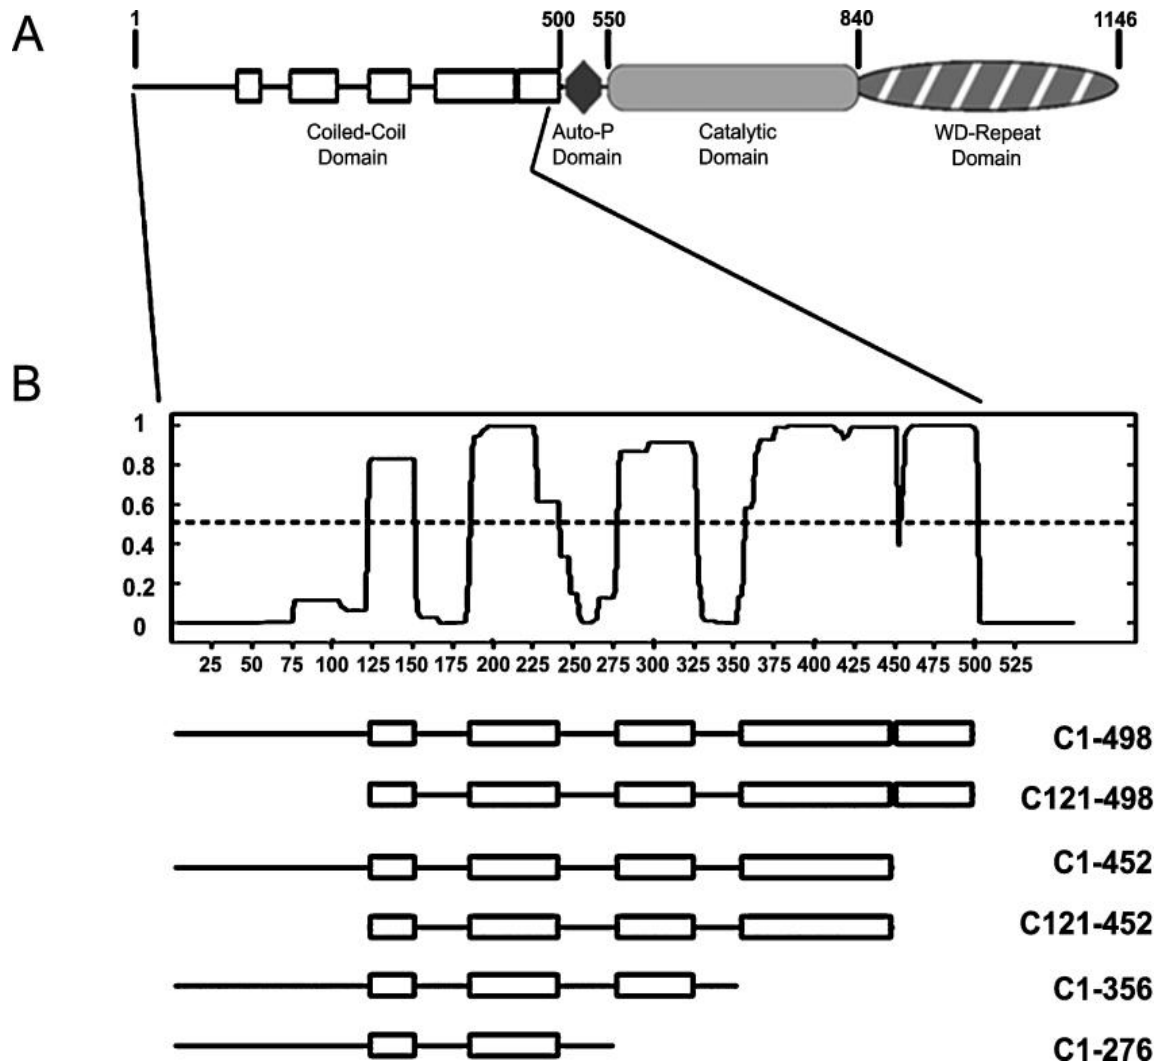 A
1 500 550 840 1146
Coiled-Coil Domain
Auto-P Domain
Catalytic Domain
WD-Repeat Domain
B
1
0.8
0.6
0.4
0.2
0
25 50 75 100 125 150 175 200 225 250 275 300 325 350 375 400 425 450 475 500 525
C1-498
C121-498
C1-452
C121-452
C1-356
C1-276